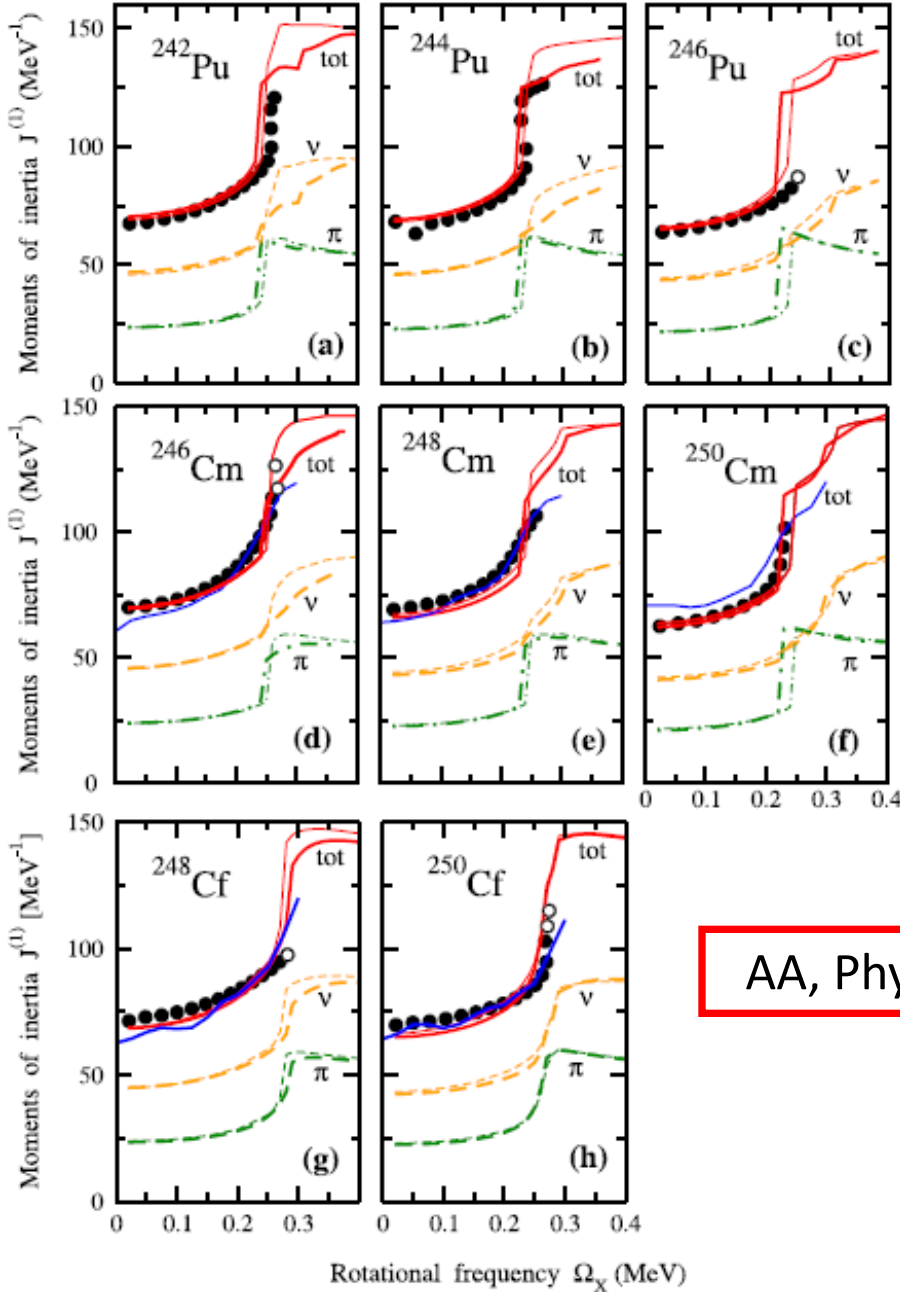 Moments of inertia J⁽¹⁾ (MeV⁻¹)
150
100
50
0
²⁴²Pu
tot
ν
π
(a)
²⁴⁴Pu
tot
ν
π
(b)
²⁴⁶Pu
tot
ν
π
(c)
Moments of inertia J⁽¹⁾ (MeV⁻¹)
150
100
50
0
²⁴⁶Cm
tot
ν
π
(d)
²⁴⁸Cm
tot
ν
π
(e)
²⁵⁰Cm
tot
ν
π
(f)
0 0.1 0.2 0.3 0.4
Moments of inertia J⁽¹⁾ [MeV⁻¹]
150
100
50
0
²⁴⁸Cf
tot
ν
π
(g)
²⁵⁰Cf
tot
ν
π
(h)
0 0.1 0.2 0.3 0 0.1 0.2 0.3 0.4
Rotational frequency Ωₓ (MeV)
AA, Phy